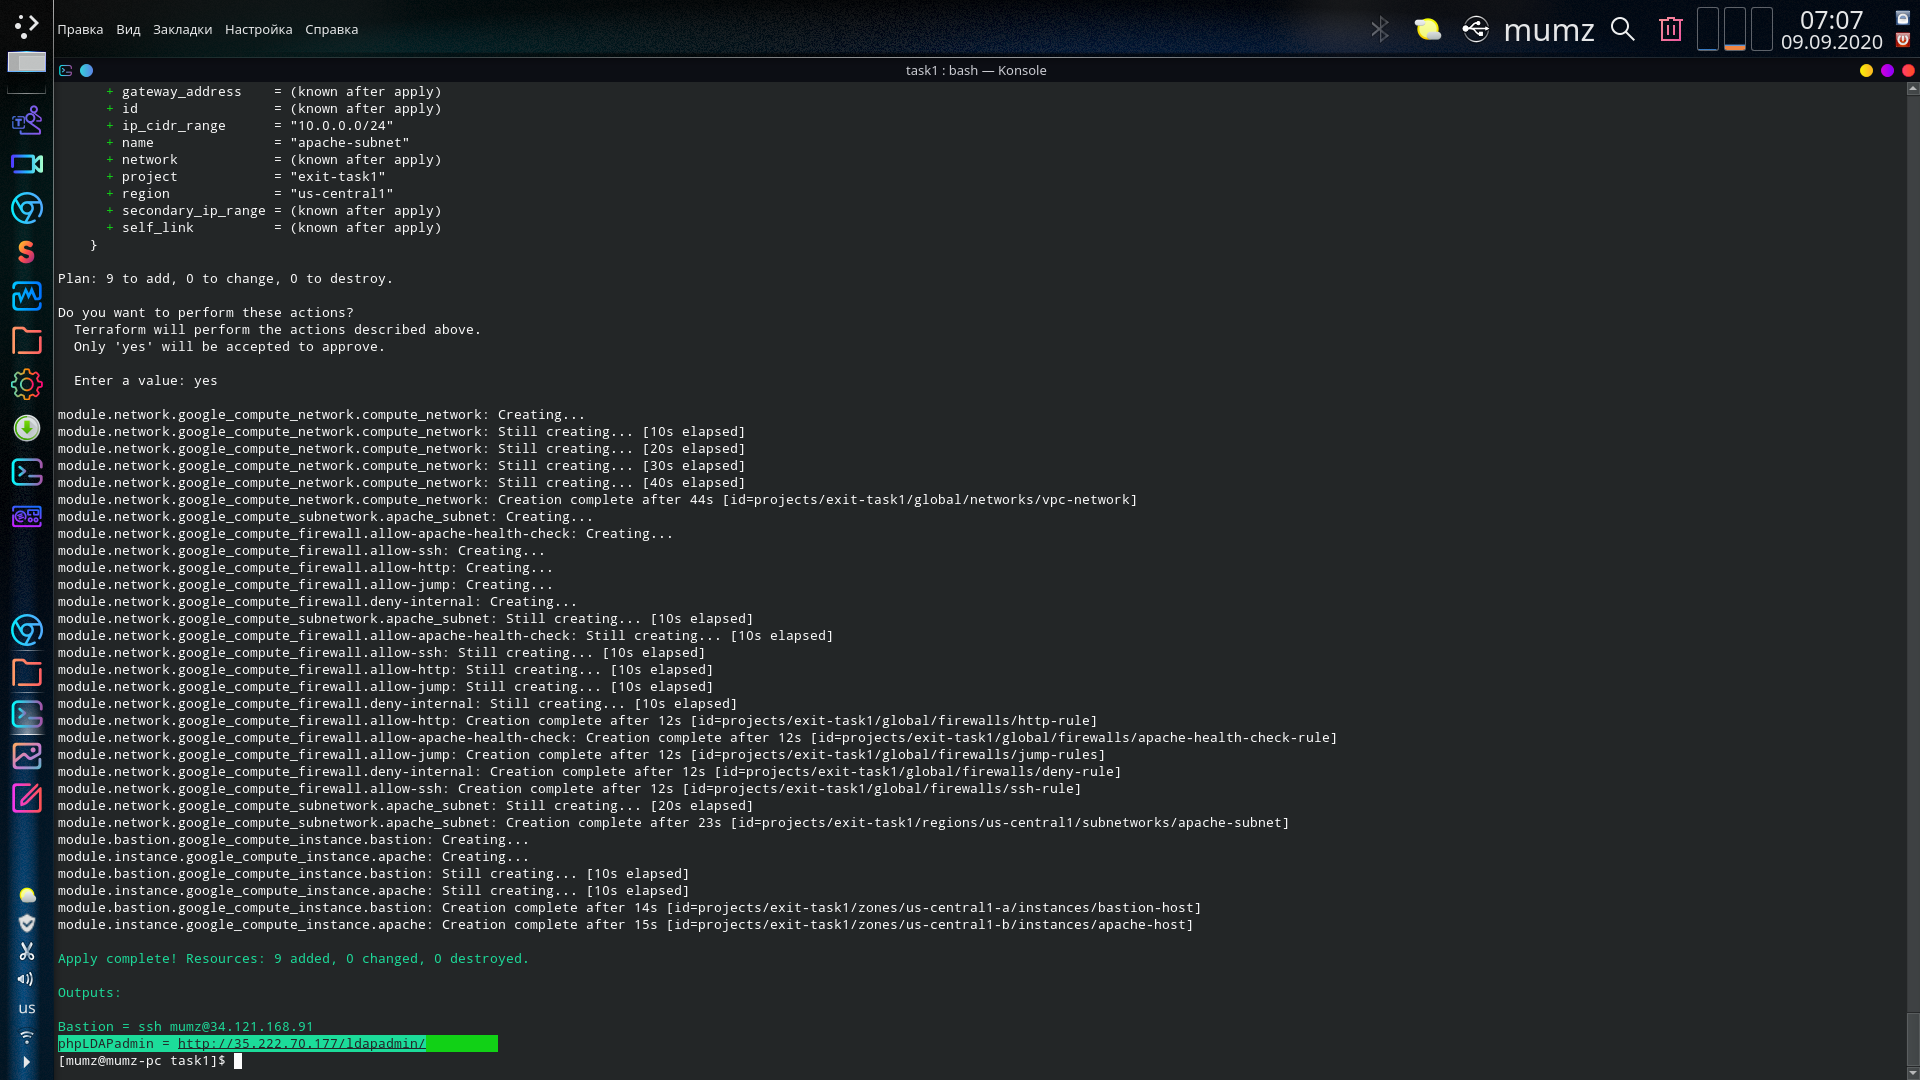 Правка Вид Закладки Настройка Справка
mumz
07:07
09.09.2020
task1 : bash — Konsole
+ gateway_address    = (known after apply)
+ id                 = (known after apply)
+ ip_cidr_range      = "10.0.0.0/24"
+ name               = "apache-subnet"
+ network            = (known after apply)
+ project            = "exit-task1"
+ region             = "us-central1"
+ secondary_ip_range = (known after apply)
+ self_link          = (known after apply)
}
Plan: 9 to add, 0 to change, 0 to destroy.
Do you want to perform these actions?
Terraform will perform the actions described above.
Only 'yes' will be accepted to approve.
Enter a value: yes
module.network.google_compute_network.compute_network: Creating...
module.network.google_compute_network.compute_network: Still creating... [10s elapsed]
module.network.google_compute_network.compute_network: Still creating... [20s elapsed]
module.network.google_compute_network.compute_network: Still creating... [30s elapsed]
module.network.google_compute_network.compute_network: Still creating... [40s elapsed]
module.network.google_compute_network.compute_network: Creation complete after 44s [id=projects/exit-task1/global/networks/vpc-network]
module.network.google_compute_subnetwork.apache_subnet: Creating...
module.network.google_compute_firewall.allow-apache-health-check: Creating...
module.network.google_compute_firewall.allow-ssh: Creating...
module.network.google_compute_firewall.allow-http: Creating...
module.network.google_compute_firewall.allow-jump: Creating...
module.network.google_compute_firewall.deny-internal: Creating...
module.network.google_compute_subnetwork.apache_subnet: Still creating... [10s elapsed]
module.network.google_compute_firewall.allow-apache-health-check: Still creating... [10s elapsed]
module.network.google_compute_firewall.allow-ssh: Still creating... [10s elapsed]
module.network.google_compute_firewall.allow-http: Still creating... [10s elapsed]
module.network.google_compute_firewall.allow-jump: Still creating... [10s elapsed]
module.network.google_compute_firewall.deny-internal: Still creating... [10s elapsed]
module.network.google_compute_firewall.allow-http: Creation complete after 12s [id=projects/exit-task1/global/firewalls/http-rule]
module.network.google_compute_firewall.allow-apache-health-check: Creation complete after 12s [id=projects/exit-task1/global/firewalls/apache-health-check-rule]
module.network.google_compute_firewall.allow-jump: Creation complete after 12s [id=projects/exit-task1/global/firewalls/jump-rules]
module.network.google_compute_firewall.deny-internal: Creation complete after 12s [id=projects/exit-task1/global/firewalls/deny-rule]
module.network.google_compute_firewall.allow-ssh: Creation complete after 12s [id=projects/exit-task1/global/firewalls/ssh-rule]
module.network.google_compute_subnetwork.apache_subnet: Still creating... [20s elapsed]
module.network.google_compute_subnetwork.apache_subnet: Creation complete after 23s [id=projects/exit-task1/regions/us-central1/subnetworks/apache-subnet]
module.bastion.google_compute_instance.bastion: Creating...
module.instance.google_compute_instance.apache: Creating...
module.bastion.google_compute_instance.bastion: Still creating... [10s elapsed]
module.instance.google_compute_instance.apache: Still creating... [10s elapsed]
module.bastion.google_compute_instance.bastion: Creation complete after 14s [id=projects/exit-task1/zones/us-central1-a/instances/bastion-host]
module.instance.google_compute_instance.apache: Creation complete after 15s [id=projects/exit-task1/zones/us-central1-b/instances/apache-host]
Apply complete! Resources: 9 added, 0 changed, 0 destroyed.
Outputs:
Bastion = ssh mumz@34.121.168.91
phpLDAPadmin = http://35.222.70.177/ldapadmin/
[mumz@mumz-pc task1]$
us